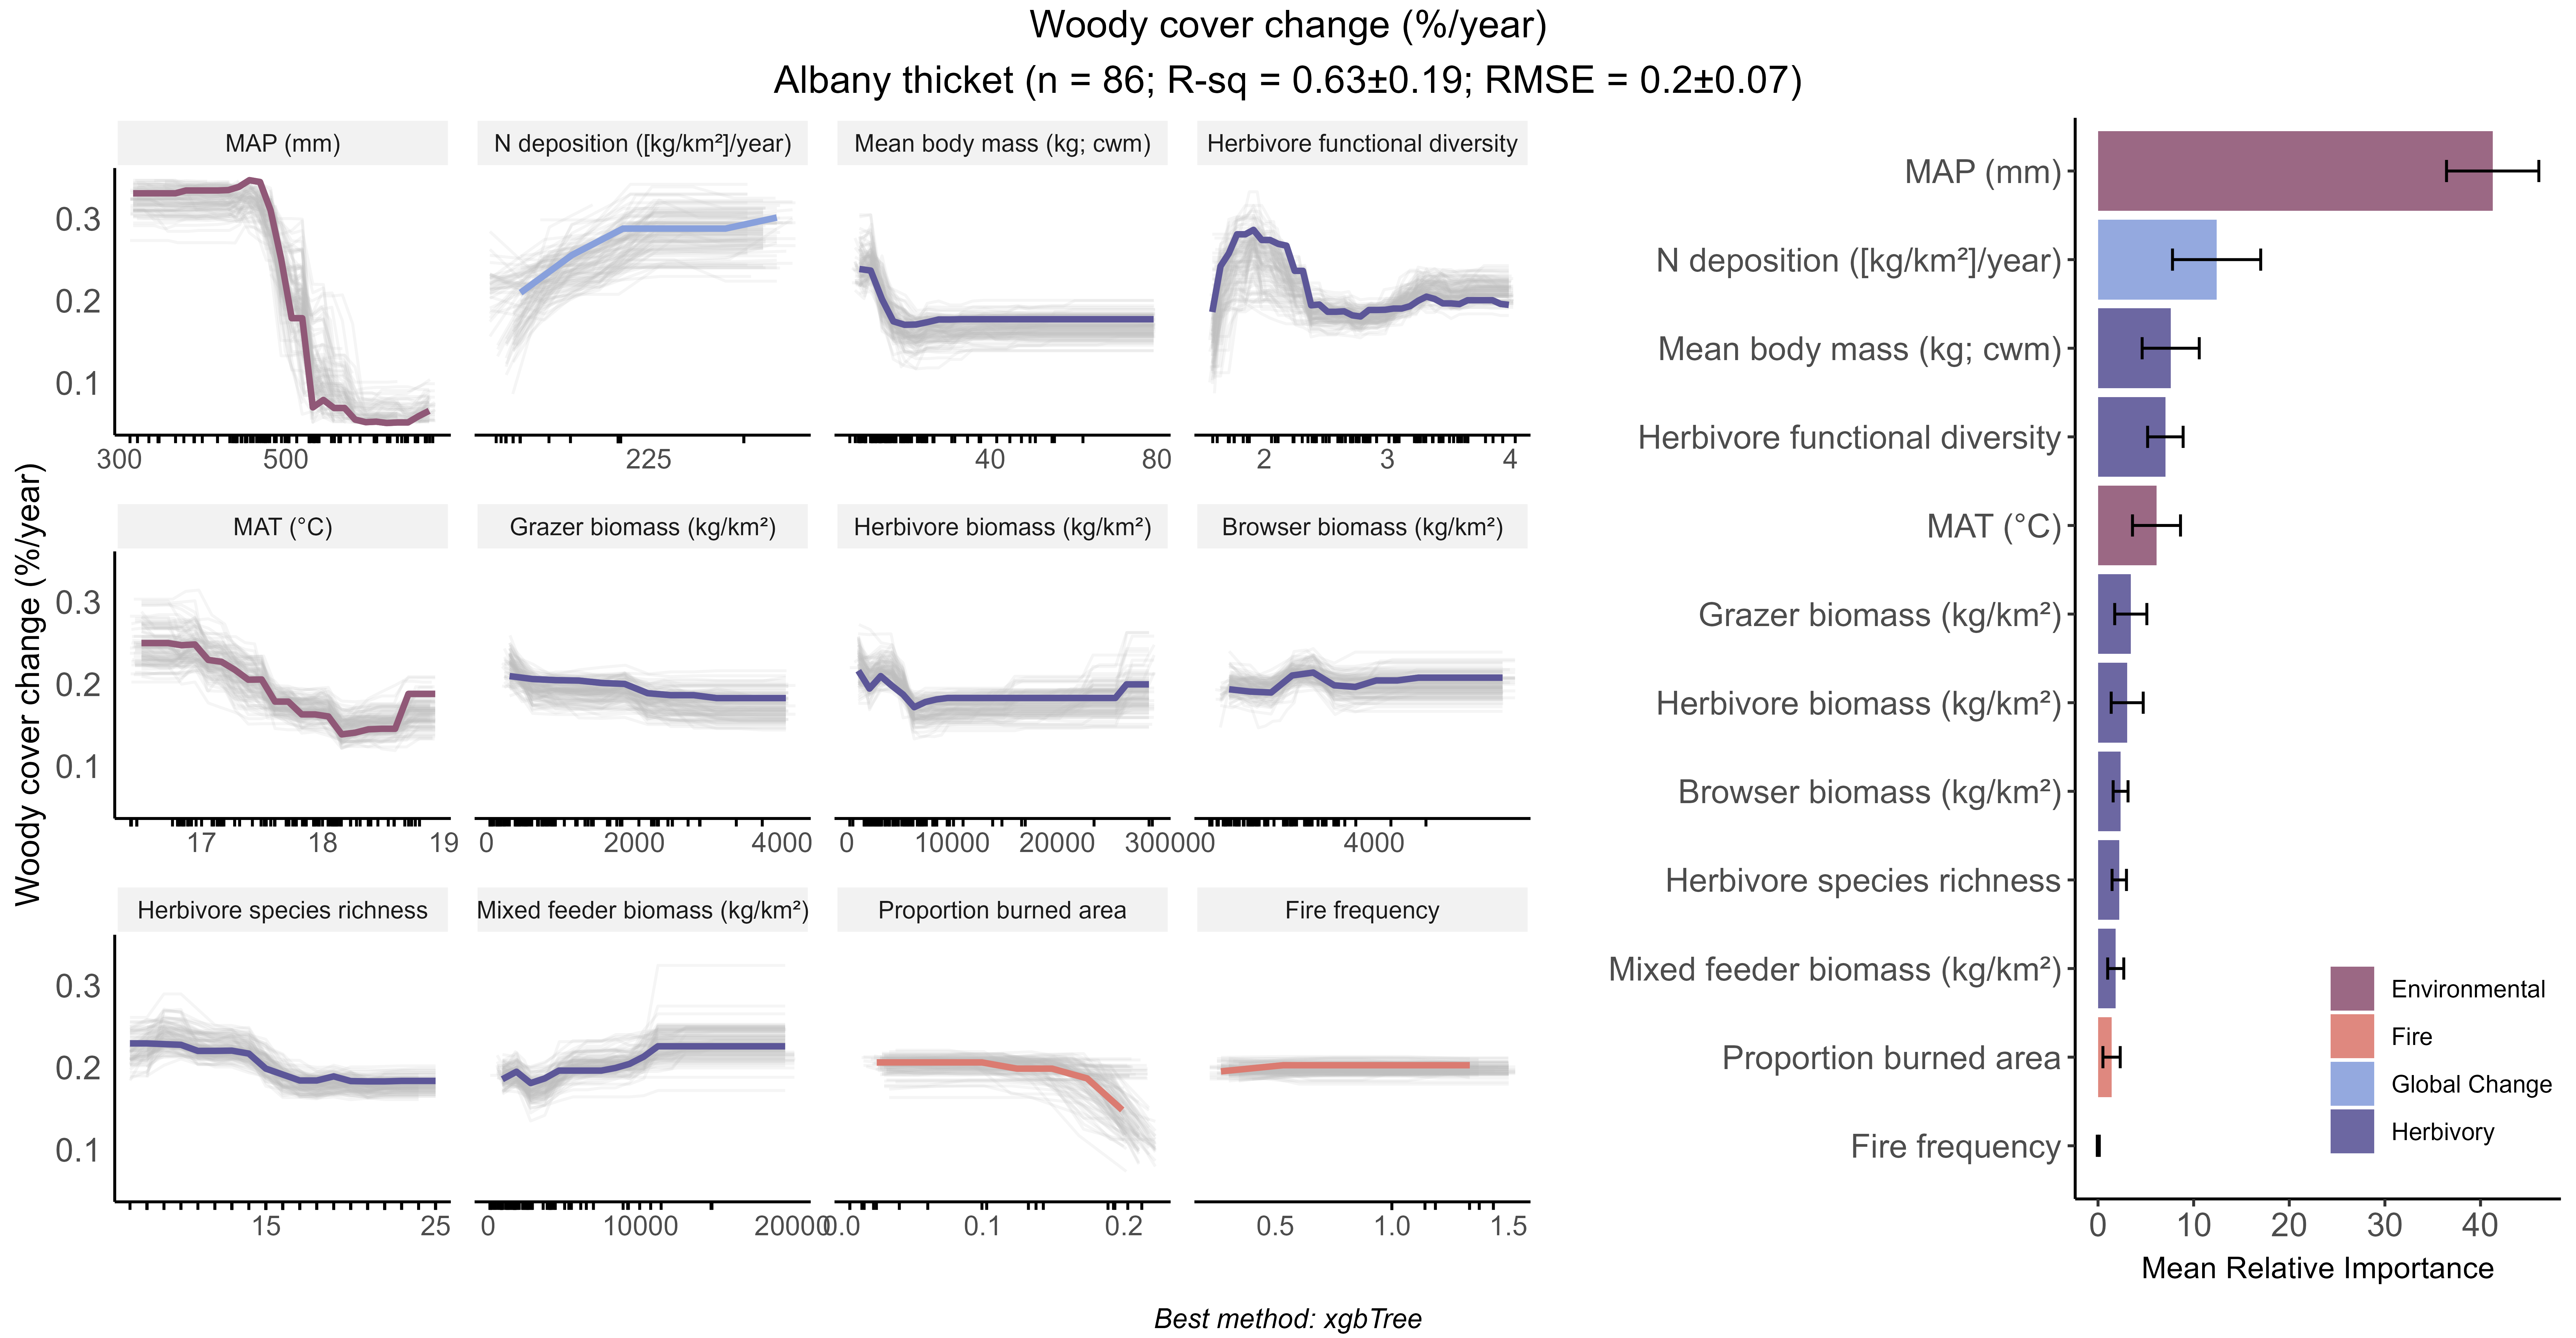 Woody cover change (%/year)
Albany thicket (n = 86; R-sq = 0.63±0.19; RMSE = 0.2±0.07)
Woody cover change (%/year)
MAP (mm)
N deposition ([kg/km²]/year)
Mean body mass (kg; cwm)
Herbivore functional diversity
0.3
0.2
0.1
300 500
225
40 80
2 3 4
MAT (°C)
Grazer biomass (kg/km²)
Herbivore biomass (kg/km²)
Browser biomass (kg/km²)
0.3
0.2
0.1
17 18 19
0 2000 4000
0 10000 20000 300000
4000
Herbivore species richness
Mixed feeder biomass (kg/km²)
Proportion burned area
Fire frequency
0.3
0.2
0.1
15 25
0 10000 20000
0.0 0.1 0.2
0.5 1.0 1.5
MAP (mm)
N deposition ([kg/km²]/year)
Mean body mass (kg; cwm)
Herbivore functional diversity
MAT (°C)
Grazer biomass (kg/km²)
Herbivore biomass (kg/km²)
Browser biomass (kg/km²)
Herbivore species richness
Mixed feeder biomass (kg/km²)
Proportion burned area
Fire frequency
0 10 20 30 40
Mean Relative Importance
Environmental
Fire
Global Change
Herbivory
Best method: xgbTree